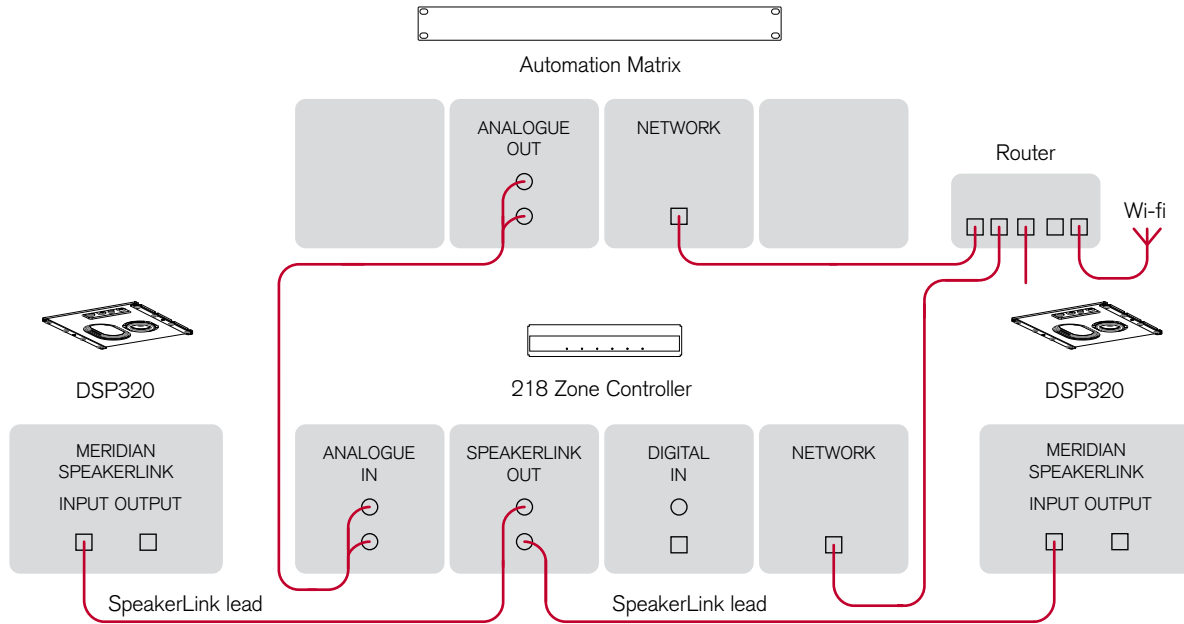 Automation Matrix
ANALOGUE
OUT
NETWORK
Router
Wi-fi
DSP320
218 Zone Controller
DSP320
MERIDIAN
SPEAKERLINK
INPUT OUTPUT
ANALOGUE
IN
SPEAKERLINK
OUT
DIGITAL
IN
NETWORK
MERIDIAN
SPEAKERLINK
INPUT OUTPUT
SpeakerLink lead
SpeakerLink lead